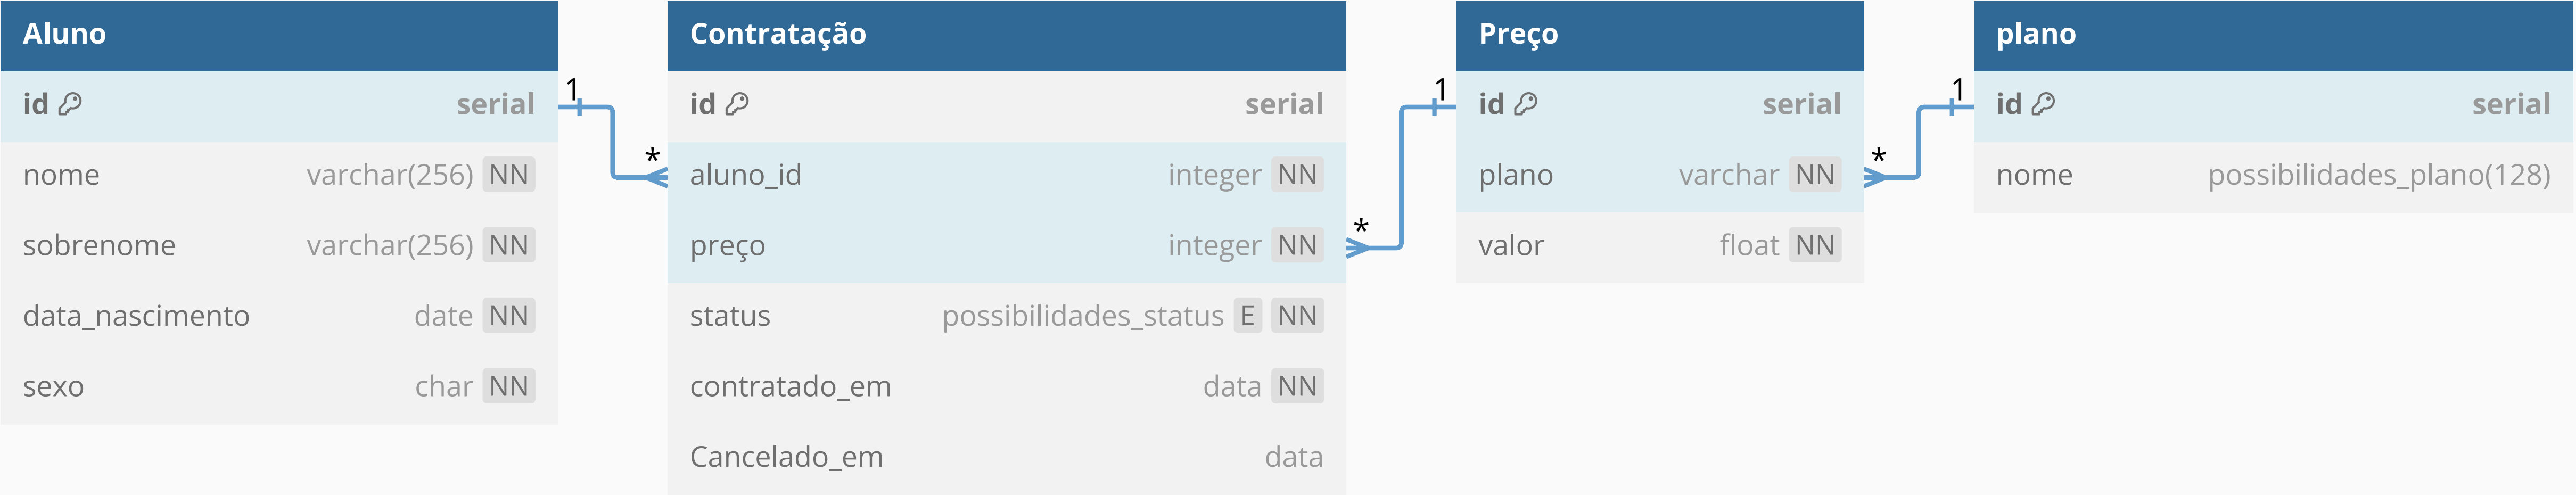 Aluno
id serial
nome varchar(256) NN
sobrenome varchar(256) NN
data_nascimento date NN
sexo char NN
1
*
Contratação
id serial
aluno_id integer NN
preço integer NN
status possibilidades_status E NN
contratado_em data NN
Cancelado_em data
1
*
Preço
id serial
plano varchar NN
valor float NN
1
*
plano
id serial
nome possibilidades_plano(128)